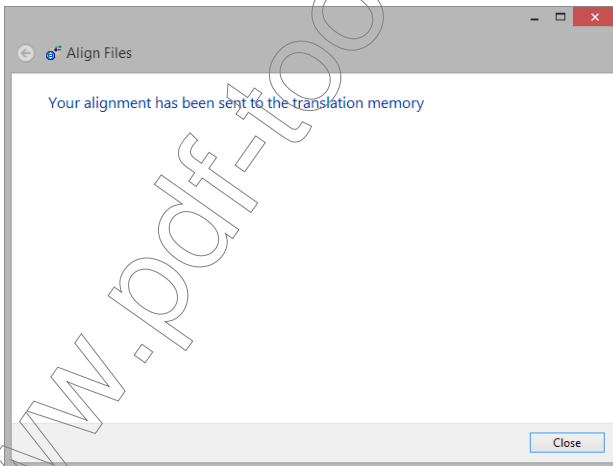 Align Files
Your alignment has been sent to the translation memory
Close
www.pdf-too